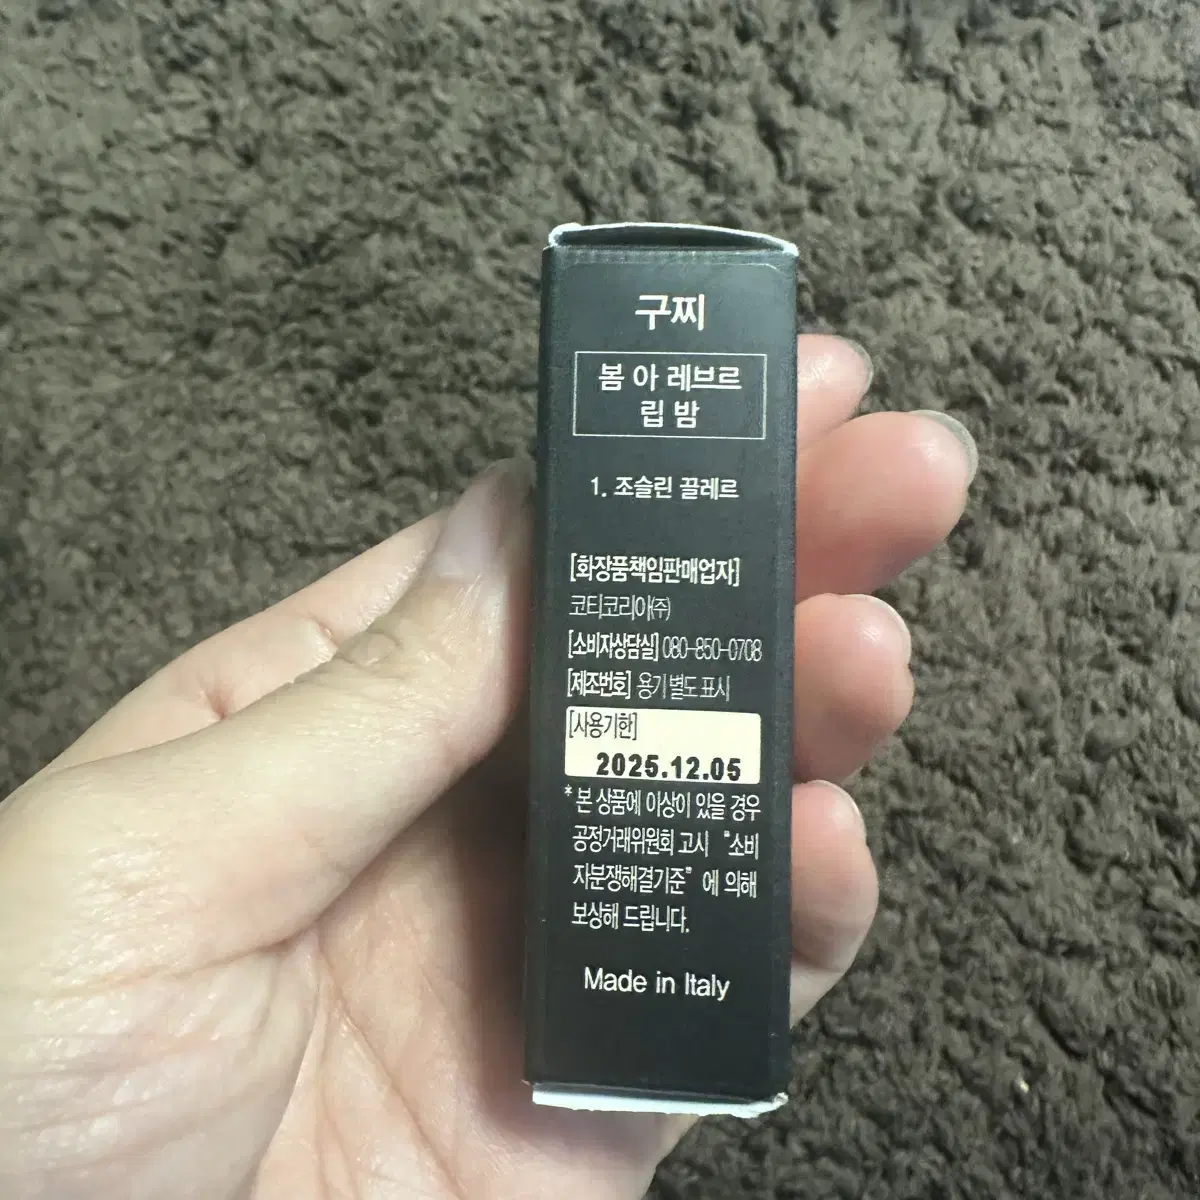 구찌
봄 아 레브르
립 밤
1. 조슬린 끌레르
[화장품책임판매업자]
코티코리아㈜
[소비자상담실] 080-850-0708
[제조번호] 용기 별도 표시
[사용기한]
2025.12.05
* 본 상품에 이상이 있을 경우
공정거래위원회 고시 "소비
자분쟁해결기준" 에 의해
보상해 드립니다.
Made in Italy